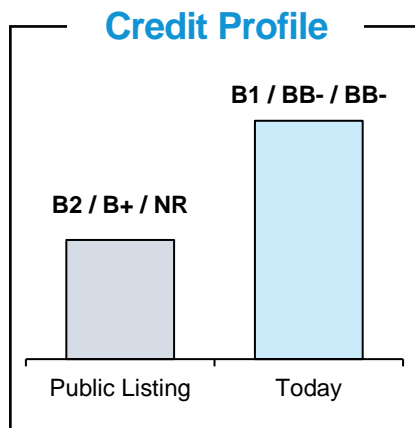 Credit Profile
B1 / BB- / BB-
B2 / B+ / NR
Public Listing
Today